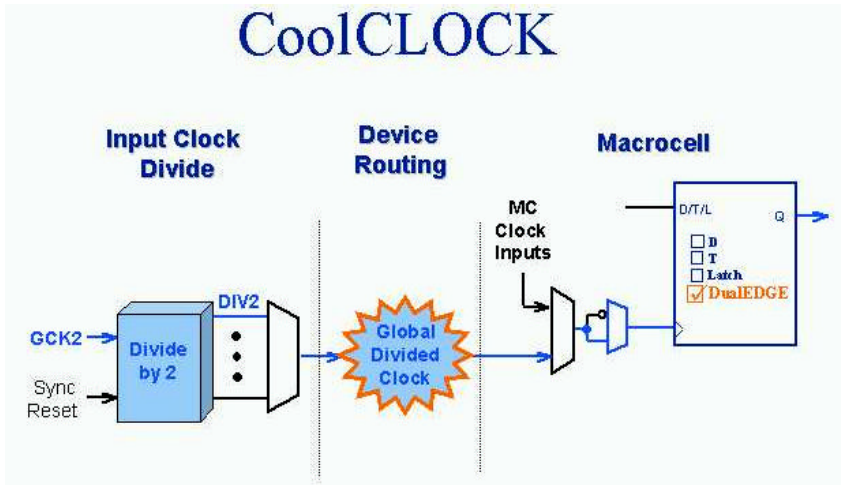 CoolCLOCK
Input Clock
Divide
Device
Routing
Macrocell
MC
Clock
Inputs
D/T/L
Q
D
T
Latch
DualEDGE
DIV2
GCK2
Divide
by 2
Sync
Reset
Global
Divided
Clock